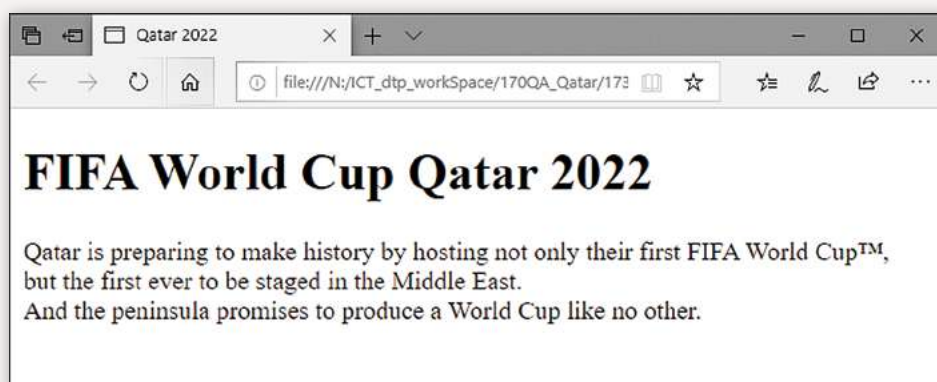 Qatar 2022
file:///N:/ICT_dtp_workSpace/170QA_Qatar/173
FIFA World Cup Qatar 2022
Qatar is preparing to make history by hosting not only their first FIFA World Cup™,
but the first ever to be staged in the Middle East.
And the peninsula promises to produce a World Cup like no other.